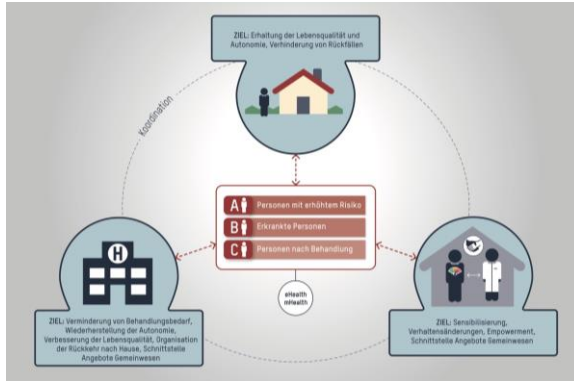 ZIEL: Erhaltung der Lebensqualität und
Autonomie, Verhinderung von Rückfällen
Koordination
A Personen mit erhöhtem Risiko
B Erkrankte Personen
C Personen nach Behandlung
eHealth
mHealth
H
ZIEL: Verminderung von Behandlungsbedarf,
Wiederherstellung der Autonomie,
Verbesserung der Lebensqualität, Organisation
der Rückkehr nach Hause, Schnittstelle
Angebote Gemeinwesen
ZIEL: Sensibilisierung,
Verhaltensänderungen, Empowerment,
Schnittstelle Angebote Gemeinwesen